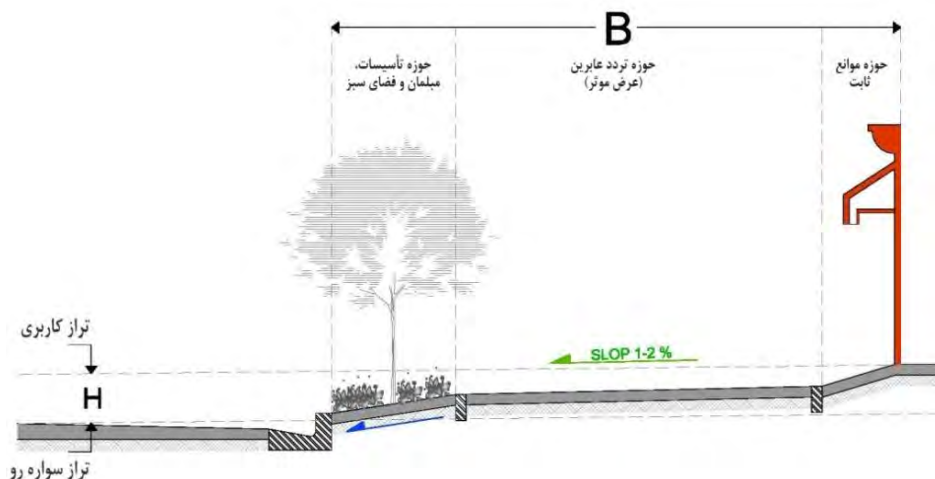 B
حوزه موانع
ثابت
حوزه تردد عابرین
(عرض موثر)
حوزه تأسیسات،
مبلمان و فضای سبز
SLOP 1-2 %
تراز کاربری
H
تراز سواره رو